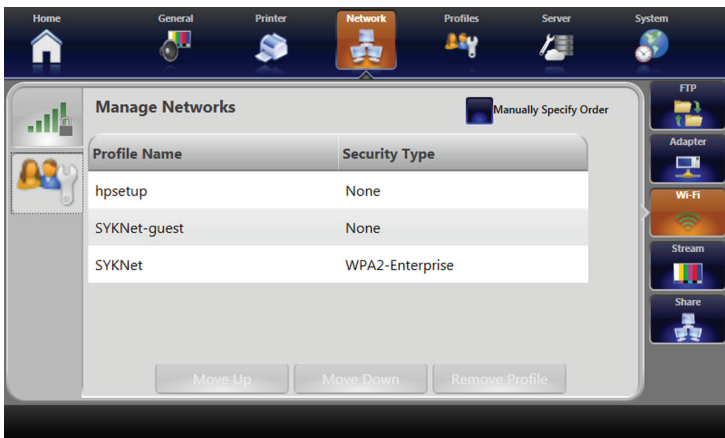 Home General Printer Network Profiles Server System
FTP
Manage Networks Manually Specify Order
Adapter
Profile Name Security Type
hpsetup None
Wi-Fi
SYKNet-guest None
Stream
SYKNet WPA2-Enterprise
Share
Move Up Move Down Remove Profile